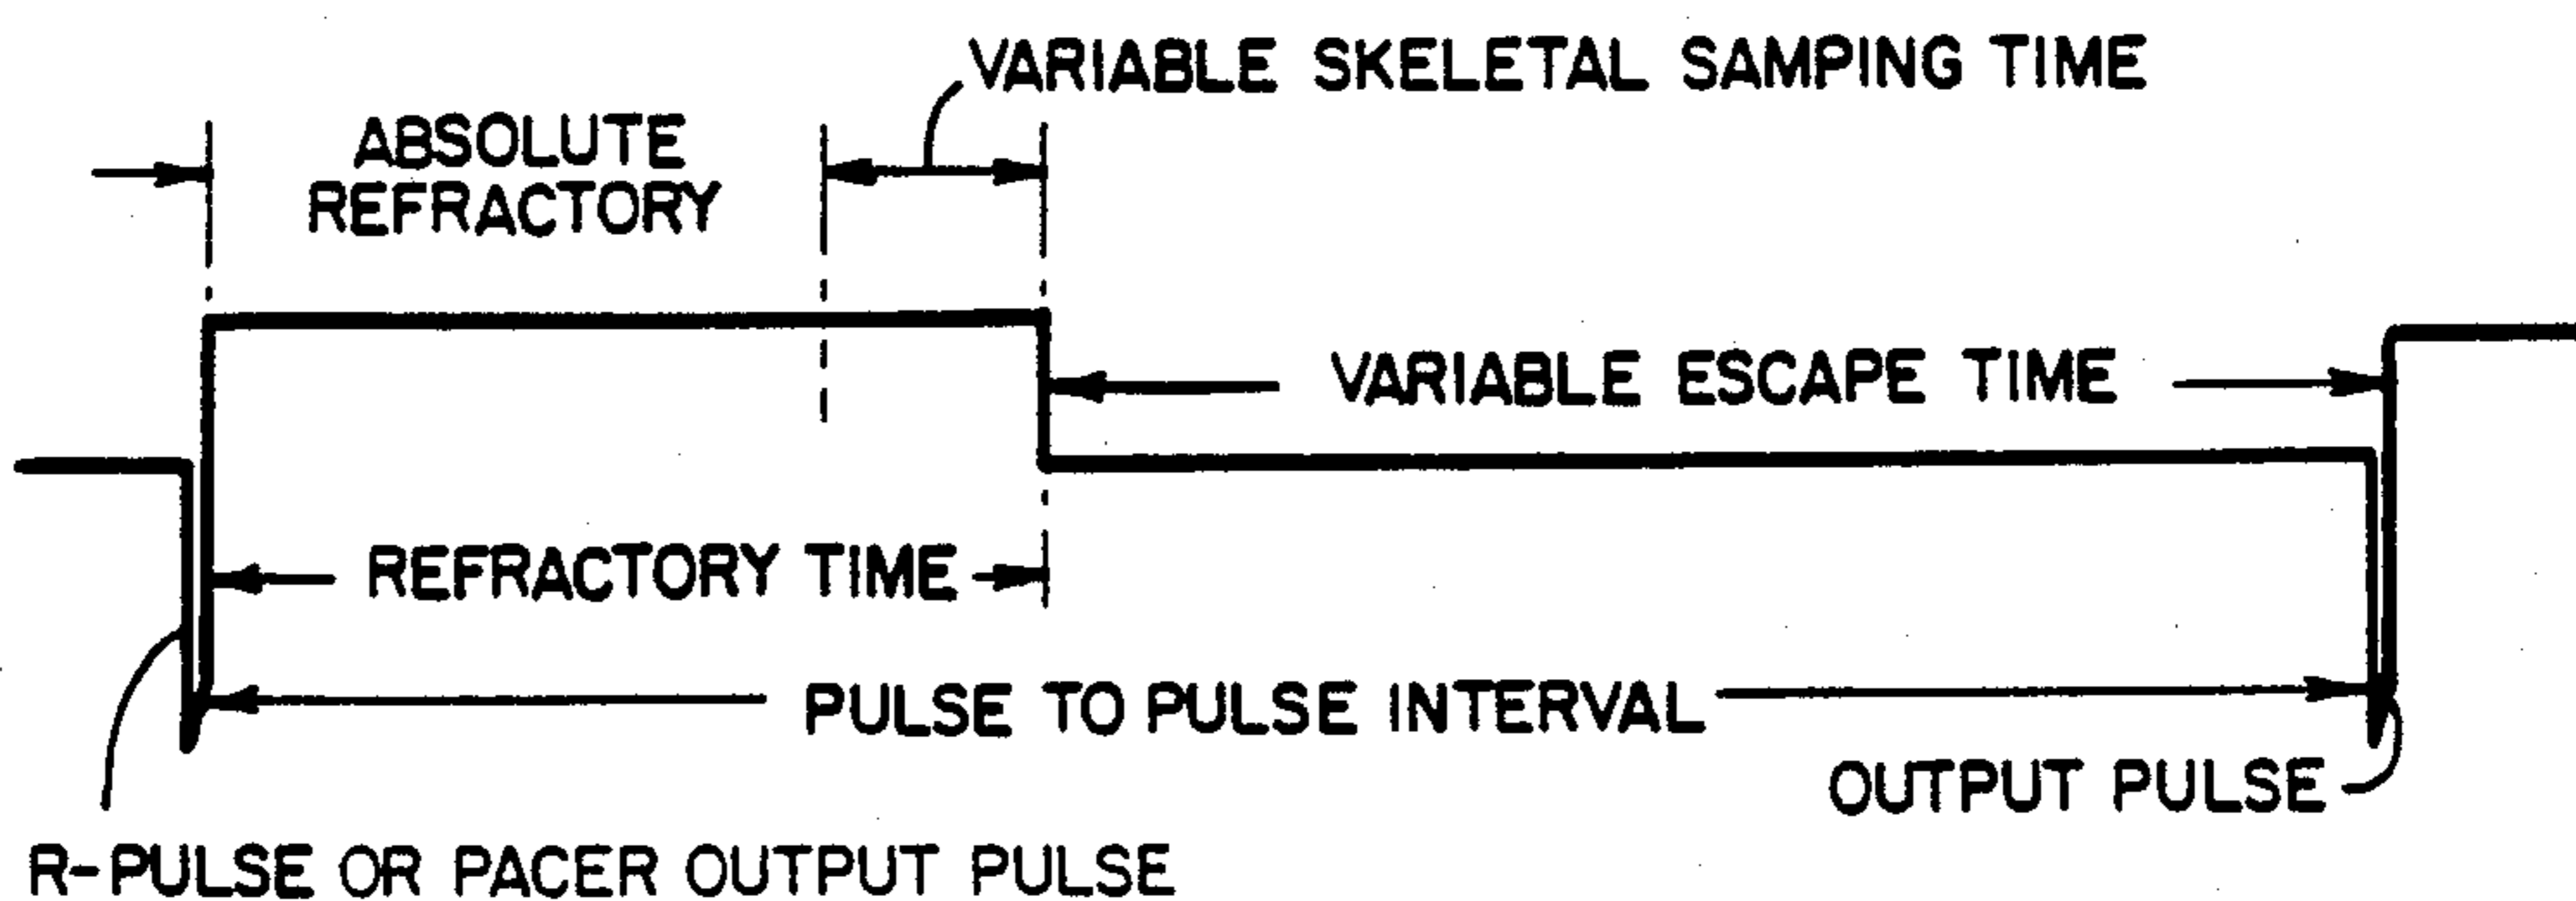 VARIABLE SKELETAL SAMPING TIME
ABSOLUTE
REFRACTORY
VARIABLE ESCAPE TIME
REFRACTORY TIME
PULSE TO PULSE INTERVAL
OUTPUT PULSE
R-PULSE OR PACER OUTPUT PULSE